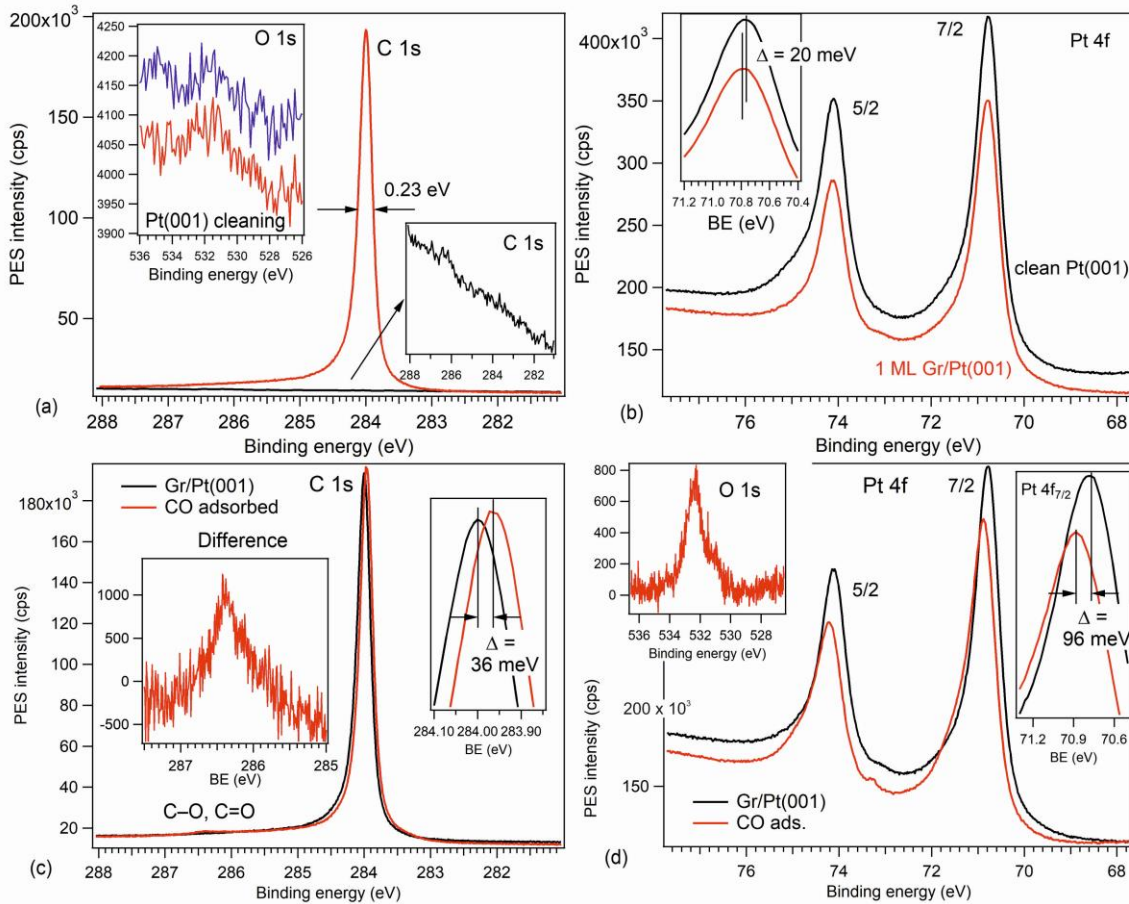 200x10³
150
100
50
PES intensity (cps)
288 287 286 285 284 283 282
Binding energy (eV)
(a)
C 1s
0.23 eV
O 1s
4250
4200
4150
4100
4050
4000
3950
3900
Pt(001) cleaning
536 534 532 530 528 526
Binding energy (eV)
C 1s
288 286 284 282
Binding energy (eV)
400x10³
350
300
250
200
150
PES intensity (cps)
76 74 72 70 68
Binding energy (eV)
(b)
Pt 4f
7/2
5/2
clean Pt(001)
1 ML Gr/Pt(001)
Δ = 20 meV
71.2 71.0 70.8 70.6 70.4
BE (eV)
180x10³
160
140
120
100
80
60
40
20
PES intensity (cps)
288 287 286 285 284 283 282
Binding energy (eV)
(c)
Gr/Pt(001)
CO adsorbed
C 1s
Difference
1000
500
0
-500
287 286 285
BE (eV)
C–O, C=O
Δ =
36 meV
284.10 284.00 283.90
BE (eV)
200 x 10³
150
PES intensity (cps)
76 74 72 70 68
Binding energy (eV)
(d)
Pt 4f
7/2
5/2
O 1s
800
600
400
200
0
536 534 532 530 528
Binding energy (eV)
Pt 4f7/2
Δ =
96 meV
71.2 70.9 70.6
BE (eV)
Gr/Pt(001)
CO ads.